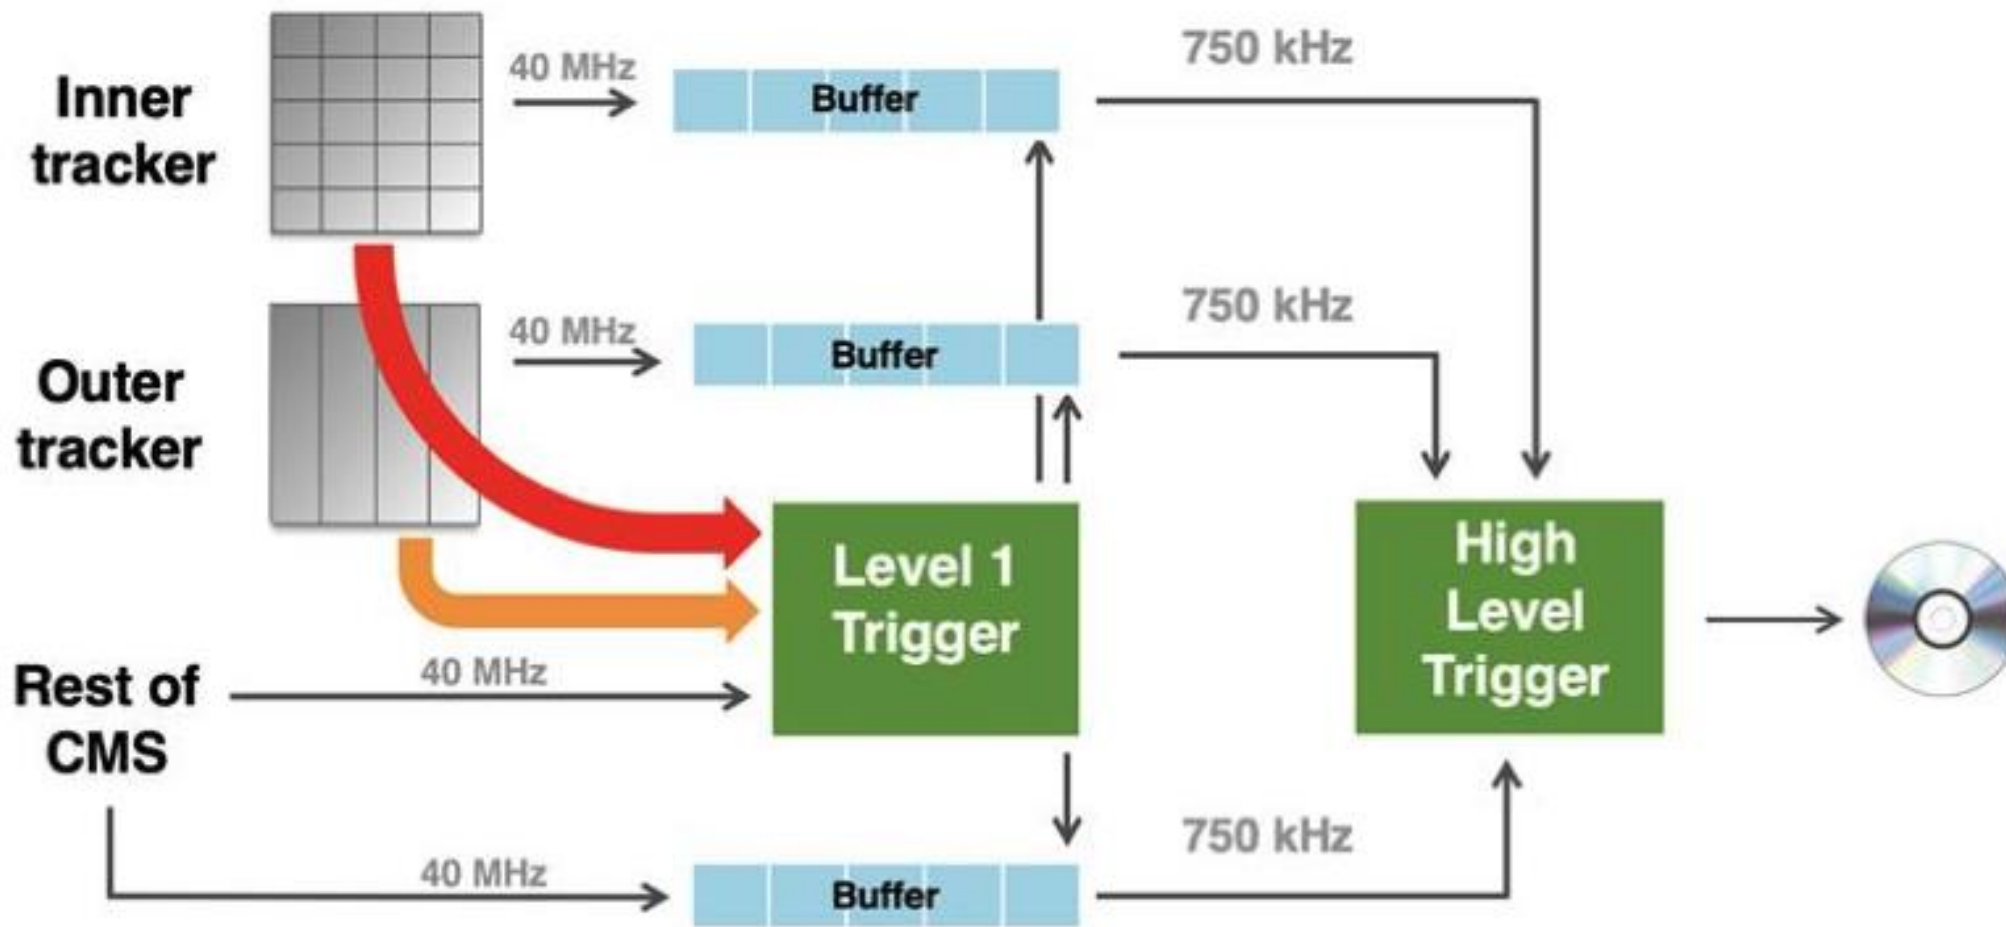 Inner
tracker
40 MHz
Buffer
750 kHz
Outer
tracker
40 MHz
Buffer
750 kHz
Level 1
Trigger
High
Level
Trigger
Rest of
CMS
40 MHz
40 MHz
Buffer
750 kHz